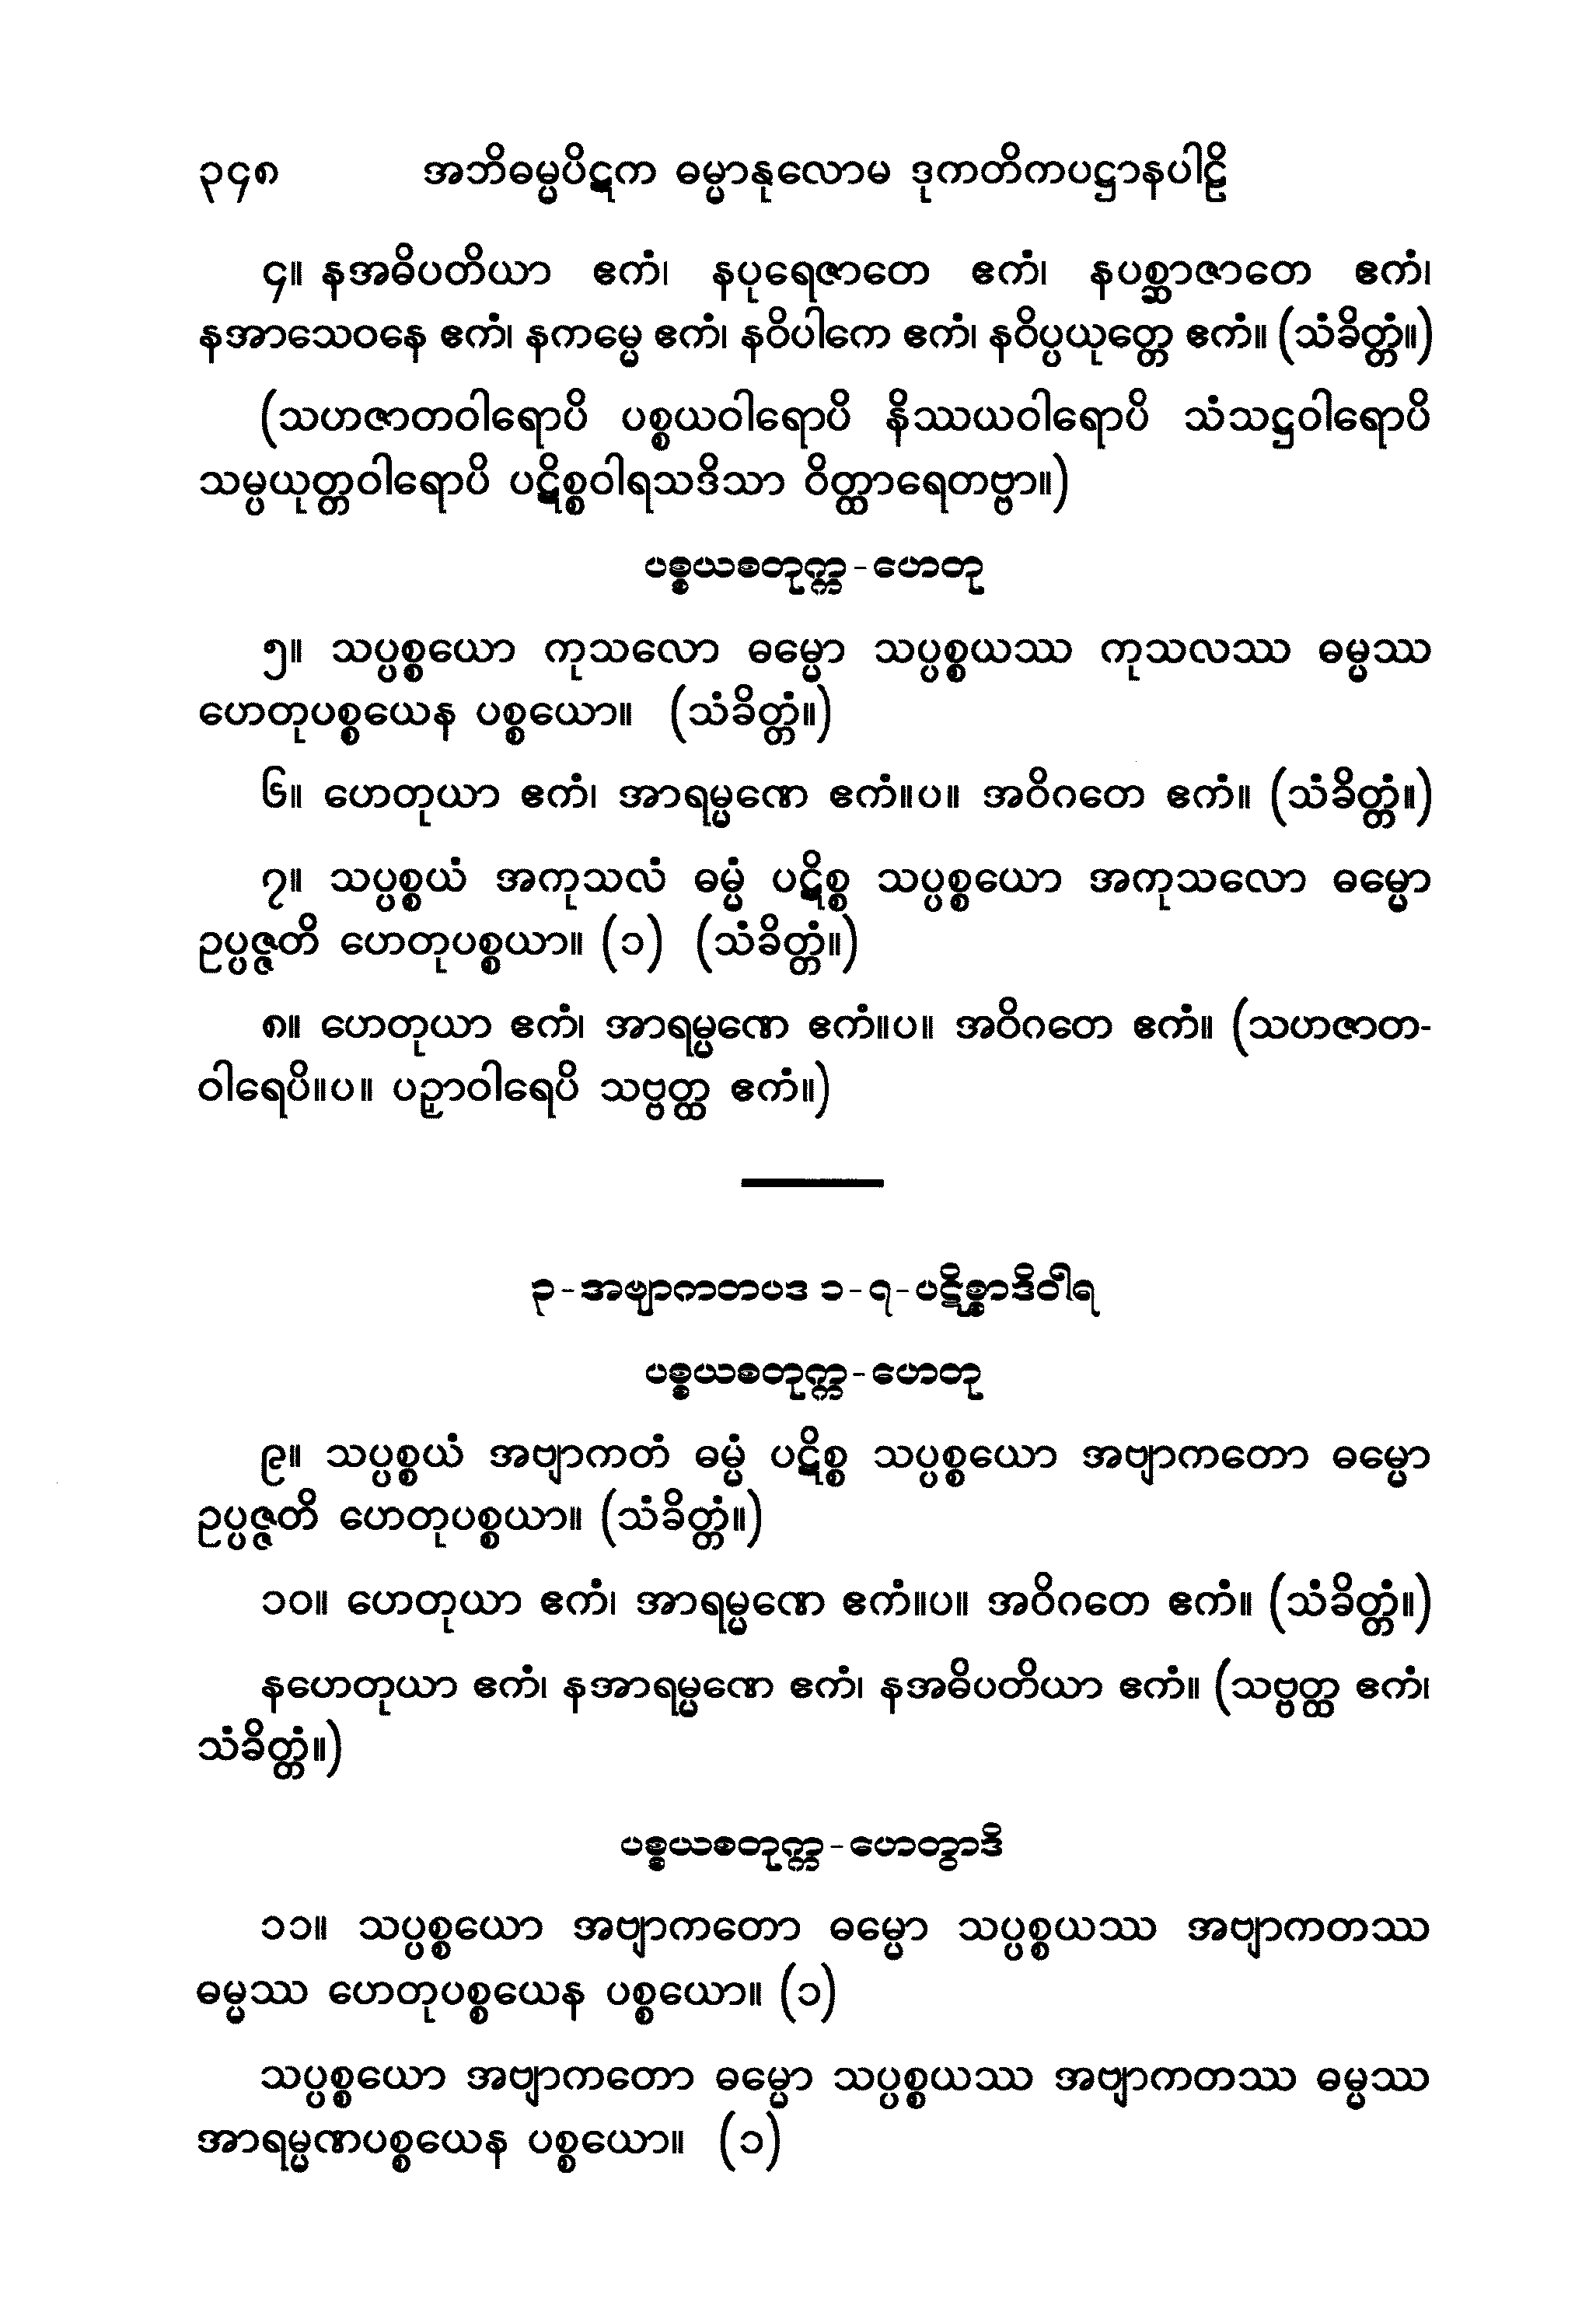 ၃၄၈ အဘိဓမ္မပိဋက ဓမ္မာနုလောမ ဒုကတိကပဋ္ဌာနပါဠိ
၄။ နအဓိပတိယာ ဧကံ၊ နပုရေဇာတေ ဧကံ၊ နပစ္ဆာဇာတေ ဧကံ၊
နအာသေဝနေ ဧကံ၊ နကမ္မေ ဧကံ၊ နဝိပါကေ ဧကံ၊ နဝိပ္ပယုတ္တေ ဧကံ။ (သံခိတ္တံ။)
(သဟဇာတဝါရောပိ ပစ္စယဝါရောပိ နိဿယဝါရောပိ သံသဋ္ဌဝါရောပိ
သမ္ပယုတ္တဝါရောပိ ပဋိစ္စဝါရသဒိသာ ဝိတ္ထာရေတဗ္ဗာ။)
ပစ္စယစတုက္က-ဟေတု
၅။ သပ္ပစ္စယော ကုသလော ဓမ္မော သပ္ပစ္စယဿ ကုသလဿ ဓမ္မဿ
ဟေတုပစ္စယေန ပစ္စယော။ (သံခိတ္တံ။)
၆။ ဟေတုယာ ဧကံ၊ အာရမ္မဏေ ဧကံ။ပ။ အဝိဂတေ ဧကံ။ (သံခိတ္တံ။)
၇။ သပ္ပစ္စယံ အကုသလံ ဓမ္မံ ပဋိစ္စ သပ္ပစ္စယော အကုသလော ဓမ္မော
ဥပ္ပဇ္ဇတိ ဟေတုပစ္စယာ။ (၁) (သံခိတ္တံ။)
၈။ ဟေတုယာ ဧကံ၊ အာရမ္မဏေ ဧကံ။ပ။ အဝိဂတေ ဧကံ။ (သဟဇာတ-
ဝါရေပိ။ပ။ ပဉှာဝါရေပိ သဗ္ဗတ္ထ ဧကံ။)
၃-အဗျာကတပဒ ၁-၇-ပဋိစ္စာဒိဝါရ
ပစ္စယစတုက္က-ဟေတု
၉။ သပ္ပစ္စယံ အဗျာကတံ ဓမ္မံ ပဋိစ္စ သပ္ပစ္စယော အဗျာကတော ဓမ္မော
ဥပ္ပဇ္ဇတိ ဟေတုပစ္စယာ။ (သံခိတ္တံ။)
၁၀။ ဟေတုယာ ဧကံ၊ အာရမ္မဏေ ဧကံ။ပ။ အဝိဂတေ ဧကံ။ (သံခိတ္တံ။)
နဟေတုယာ ဧကံ၊ နအာရမ္မဏေ ဧကံ၊ နအဓိပတိယာ ဧကံ။ (သဗ္ဗတ္ထ ဧကံ၊
သံခိတ္တံ။)
ပစ္စယစတုက္က-ဟေတွာဒိ
၁၁။ သပ္ပစ္စယော အဗျာကတော ဓမ္မော သပ္ပစ္စယဿ အဗျာကတဿ
ဓမ္မဿ ဟေတုပစ္စယေန ပစ္စယော။ (၁)
သပ္ပစ္စယော အဗျာကတော ဓမ္မော သပ္ပစ္စယဿ အဗျာကတဿ ဓမ္မဿ
အာရမ္မဏပစ္စယေန ပစ္စယော။ (၁)